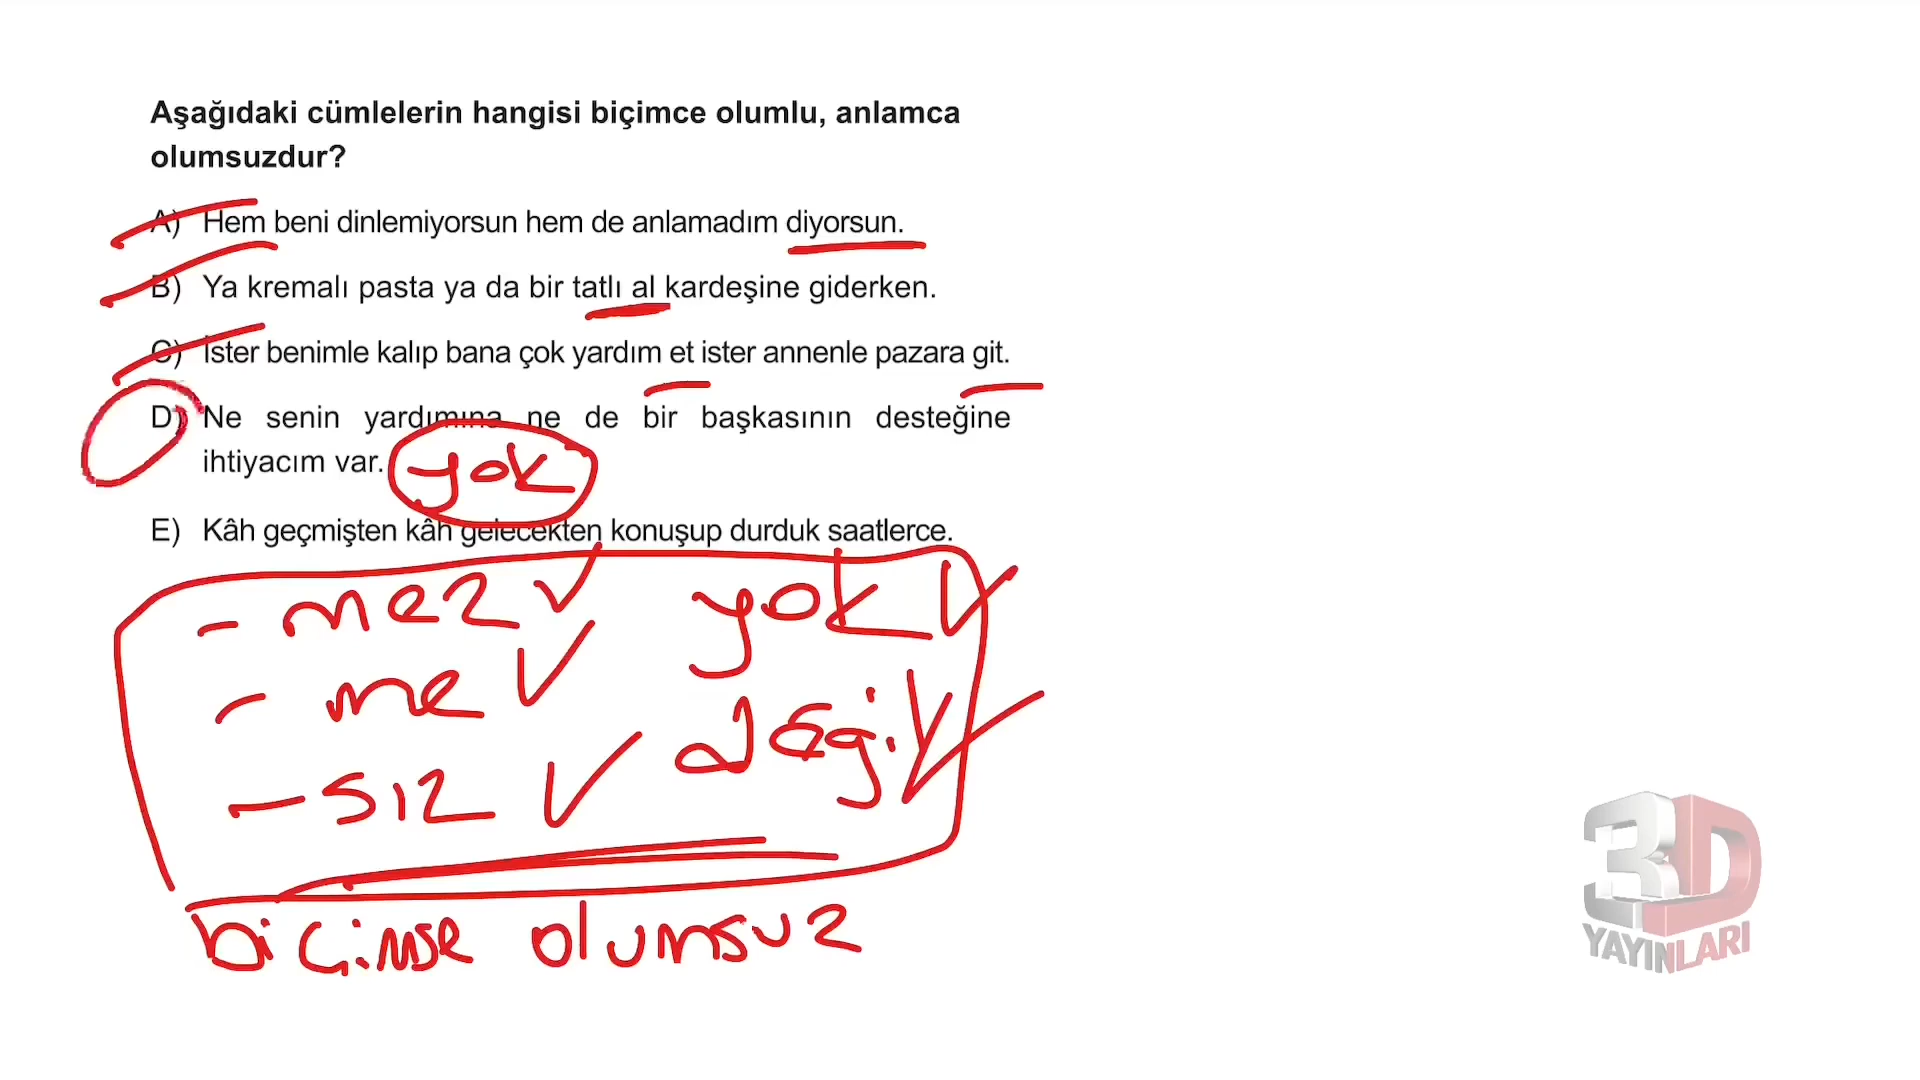 Aşağıdaki cümlelerin hangisi biçimce olumlu, anlamca
olumsuzdur?
A) Hem beni dinlemiyorsun hem de anlamadım diyorsun.
B) Ya kremalı pasta ya da bir tatlı al kardeşine giderken.
C) İster benimle kalıp bana çok yardım et ister annenle pazara git.
D) Ne senin yardımına ne de bir başkasının desteğine
ihtiyacım var. yok
E) Kâh geçmişten kâh gelecekten konuşup durduk saatlerce.
- mez yok
- me değil
- sız
biçimse olumsuz
3D
YAYINLARI